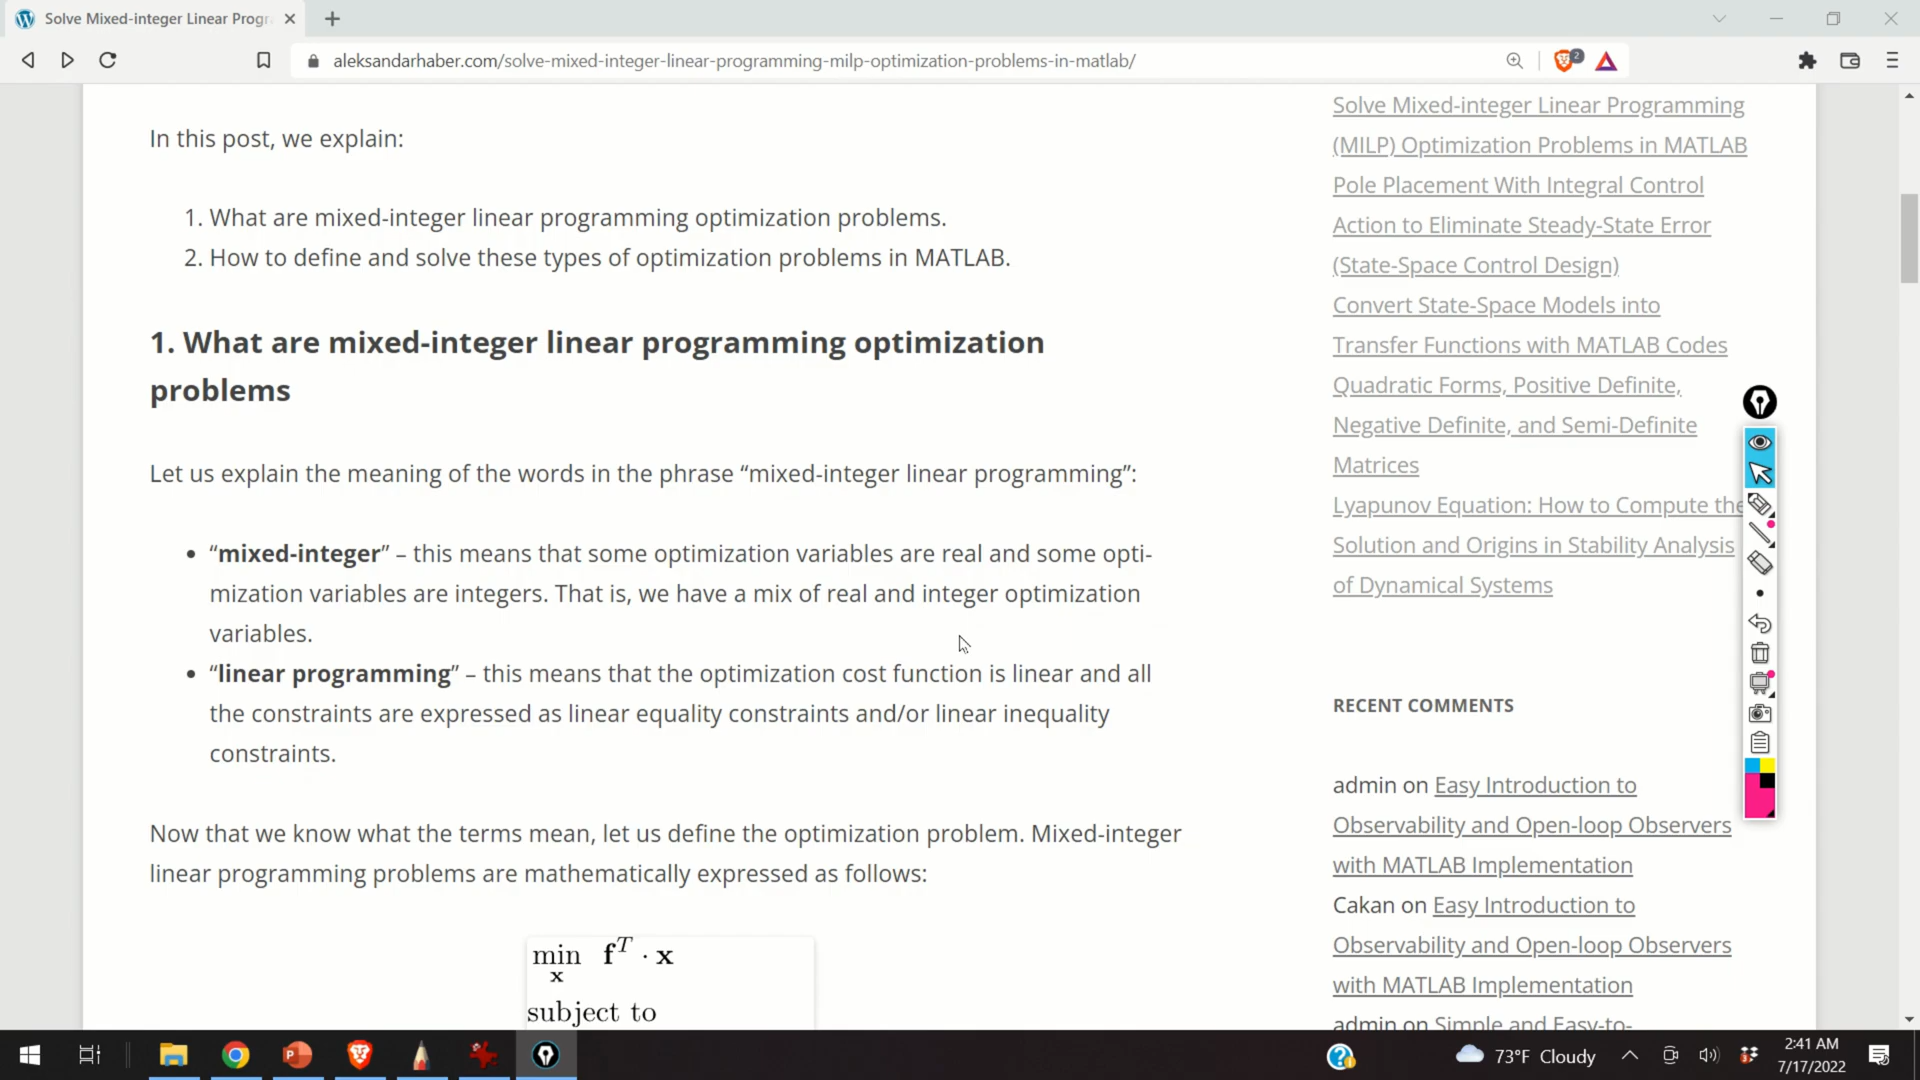 Solve Mixed-integer Linear Progr
aleksandarhaber.com/solve-mixed-integer-linear-programming-milp-optimization-problems-in-matlab/
2
In this post, we explain:
1. What are mixed-integer linear programming optimization problems.
2. How to define and solve these types of optimization problems in MATLAB.
1. What are mixed-integer linear programming optimization
problems
Let us explain the meaning of the words in the phrase “mixed-integer linear programming”:
• “mixed-integer” – this means that some optimization variables are real and some opti-
mization variables are integers. That is, we have a mix of real and integer optimization
variables.
• “linear programming” – this means that the optimization cost function is linear and all
the constraints are expressed as linear equality constraints and/or linear inequality
constraints.
Now that we know what the terms mean, let us define the optimization problem. Mixed-integer
linear programming problems are mathematically expressed as follows:
min f^T · x
x
subject to
Solve Mixed-integer Linear Programming
(MILP) Optimization Problems in MATLAB
Pole Placement With Integral Control
Action to Eliminate Steady-State Error
(State-Space Control Design)
Convert State-Space Models into
Transfer Functions with MATLAB Codes
Quadratic Forms, Positive Definite,
Negative Definite, and Semi-Definite
Matrices
Lyapunov Equation: How to Compute the
Solution and Origins in Stability Analysis
of Dynamical Systems
RECENT COMMENTS
admin on Easy Introduction to
Observability and Open-loop Observers
with MATLAB Implementation
Cakan on Easy Introduction to
Observability and Open-loop Observers
with MATLAB Implementation
admin on Simple and Easy-to-
73°F Cloudy
2:41 AM
7/17/2022